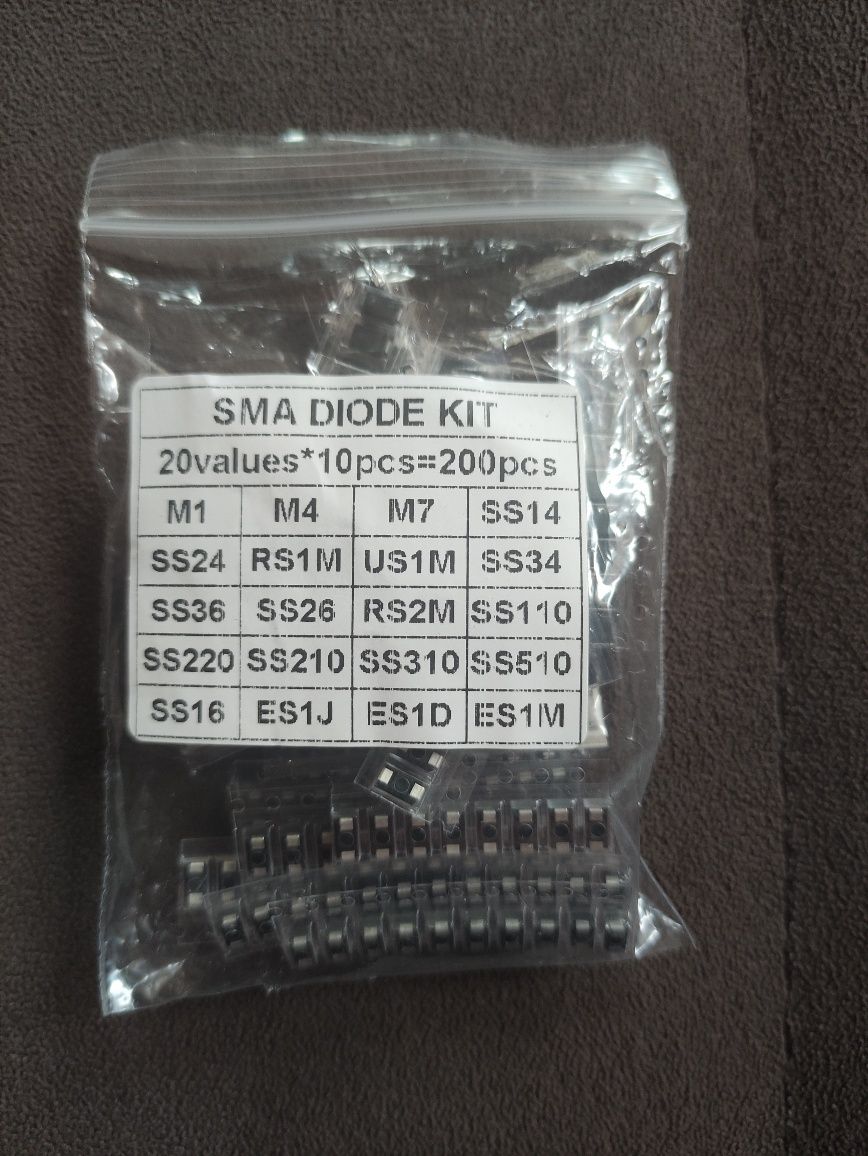 SMA DIODE KIT
20values*10pcs=200pcs
M1 M4 M7 SS14
SS24 RS1M US1M SS34
SS36 SS26 RS2M SS110
SS220 SS210 SS310 SS510
SS16 ES1J ES1D ES1M